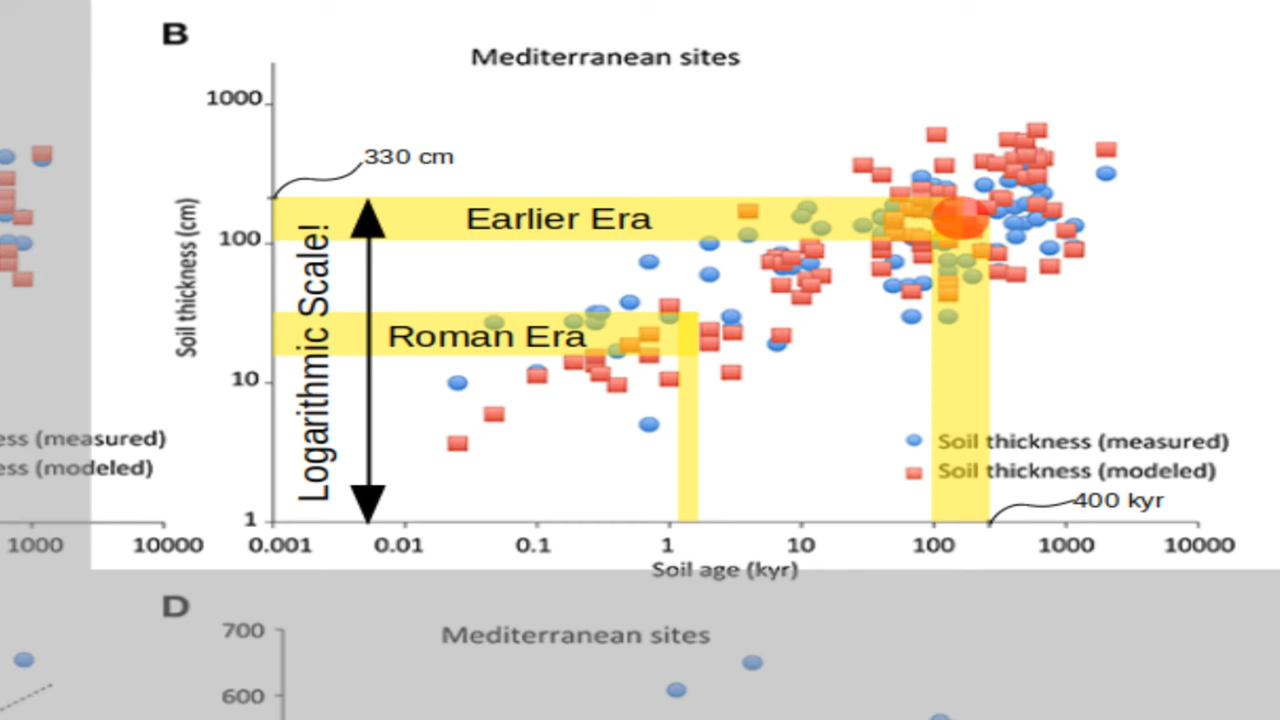 B
Mediterranean sites
1000
330 cm
Earlier Era
100
Soil thickness (cm)
Logarithmic Scale!
Roman Era
10
ess (measured)
Soil thickness (measured)
ess (modeled)
Soil thickness (modeled)
400 kyr
1
1000
10000
0.001
0.01
0.1
1
10
100
1000
10000
Soil age (kyr)
D
700
Mediterranean sites
600